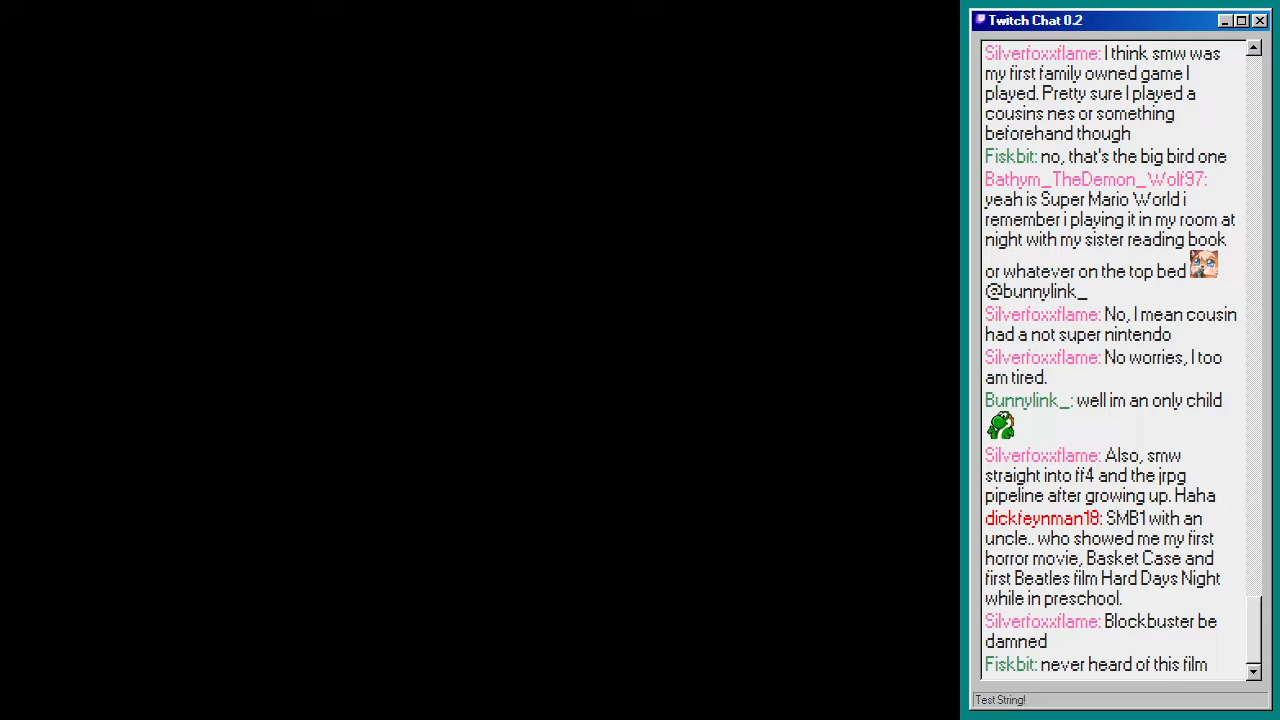 Twitch Chat 0.2
Silverfoxxflame: I think smw was
my first family owned game I
played. Pretty sure I played a
cousins nes or something
beforehand though
Fiskbit: no, that's the big bird one
Bathym_TheDemon_Wolf97:
yeah is Super Mario World i
remember i playing it in my room at
night with my sister reading book
or whatever on the top bed
@bunnylink_
Silverfoxxflame: No, I mean cousin
had a not super nintendo
Silverfoxxflame: No worries, I too
am tired.
Bunnylink_: well im an only child
Silverfoxxflame: Also, smw
straight into ff4 and the jrpg
pipeline after growing up. Haha
dickfeynman18: SMB1 with an
uncle.. who showed me my first
horror movie, Basket Case and
first Beatles film Hard Days Night
while in preschool.
Silverfoxxflame: Blockbuster be
damned
Fiskbit: never heard of this film
Test String!